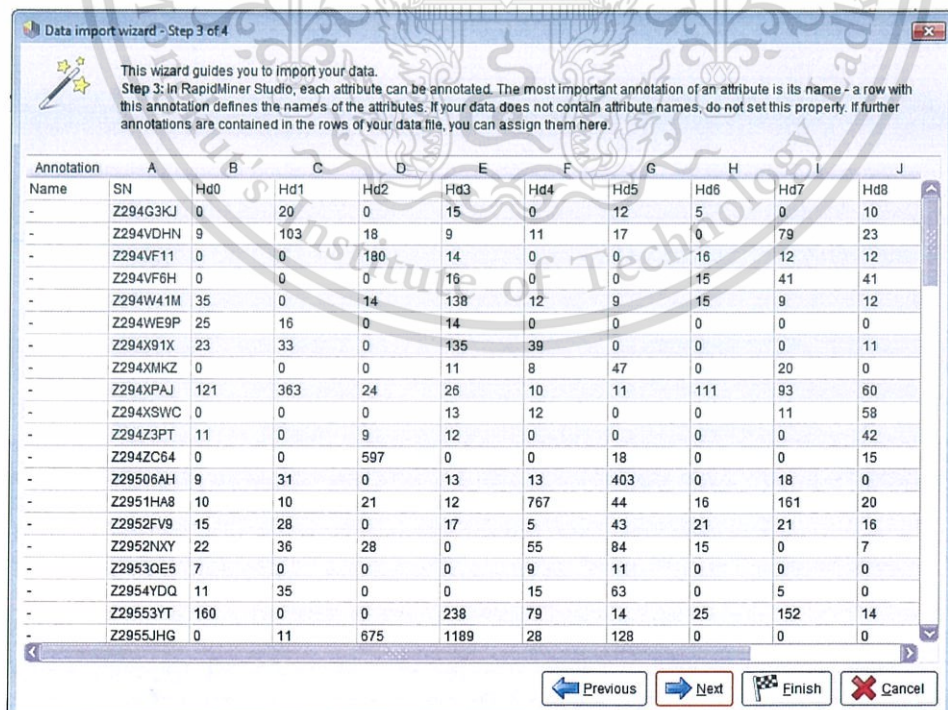 Data import wizard - Step 3 of 4
This wizard guides you to import your data.
Step 3: In RapidMiner Studio, each attribute can be annotated. The most important annotation of an attribute is its name - a row with
this annotation defines the names of the attributes. If your data does not contain attribute names, do not set this property. If further
annotations are contained in the rows of your data file, you can assign them here.
Annotation A B C D E F G H I J
Name SN Hd0 Hd1 Hd2 Hd3 Hd4 Hd5 Hd6 Hd7 Hd8
- Z294G3KJ 0 20 0 15 0 12 5 0 10
- Z294VDHN 9 103 18 9 11 17 0 79 23
- Z294VF11 0 0 180 14 0 0 16 12 12
- Z294VF6H 0 0 0 16 0 0 15 41 41
- Z294W41M 35 0 14 138 12 9 15 9 12
- Z294WE9P 25 16 0 14 0 0 0 0 0
- Z294X91X 23 33 0 135 39 0 0 0 11
- Z294XMKZ 0 0 0 11 8 47 0 20 0
- Z294XPAJ 121 363 24 26 10 11 111 93 60
- Z294XSWC 0 0 0 13 12 0 0 11 58
- Z294Z3PT 11 0 9 12 0 0 0 0 42
- Z294ZC64 0 0 597 0 0 18 0 0 15
- Z29506AH 9 31 0 13 13 403 0 18 0
- Z2951HA8 10 10 21 12 767 44 16 161 20
- Z2952FV9 15 28 0 17 5 43 21 21 16
- Z2952NXY 22 36 28 0 55 84 15 0 7
- Z2953QE5 7 0 0 0 9 11 0 0 0
- Z2954YDQ 11 35 0 0 15 63 0 5 0
- Z29553YT 160 0 0 238 79 14 25 152 14
- Z2955JHG 0 11 675 1189 28 128 0 0 0
Previous Next Finish Cancel
Institute of Technology